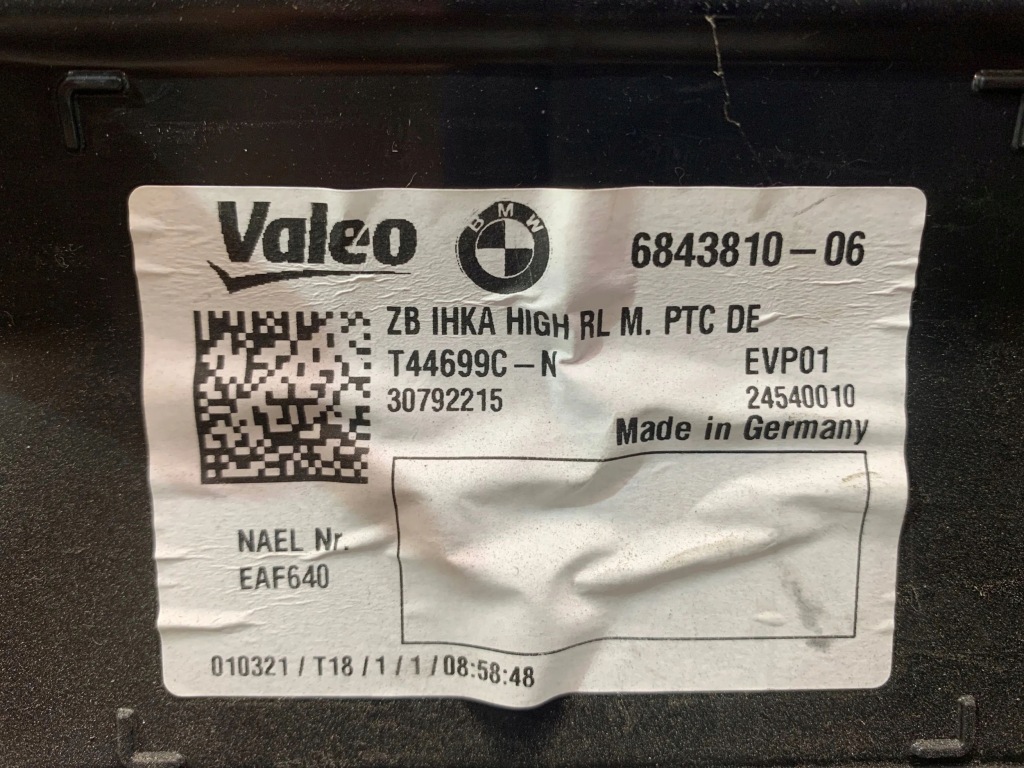 Valeo BMW 6843810-06
ZB IHKA HIGH RL M. PTC DE
T44699C-N EVP01
30792215 24540010
Made in Germany
NAEL Nr.
EAF640
010321/T18/1/1/08:58:48